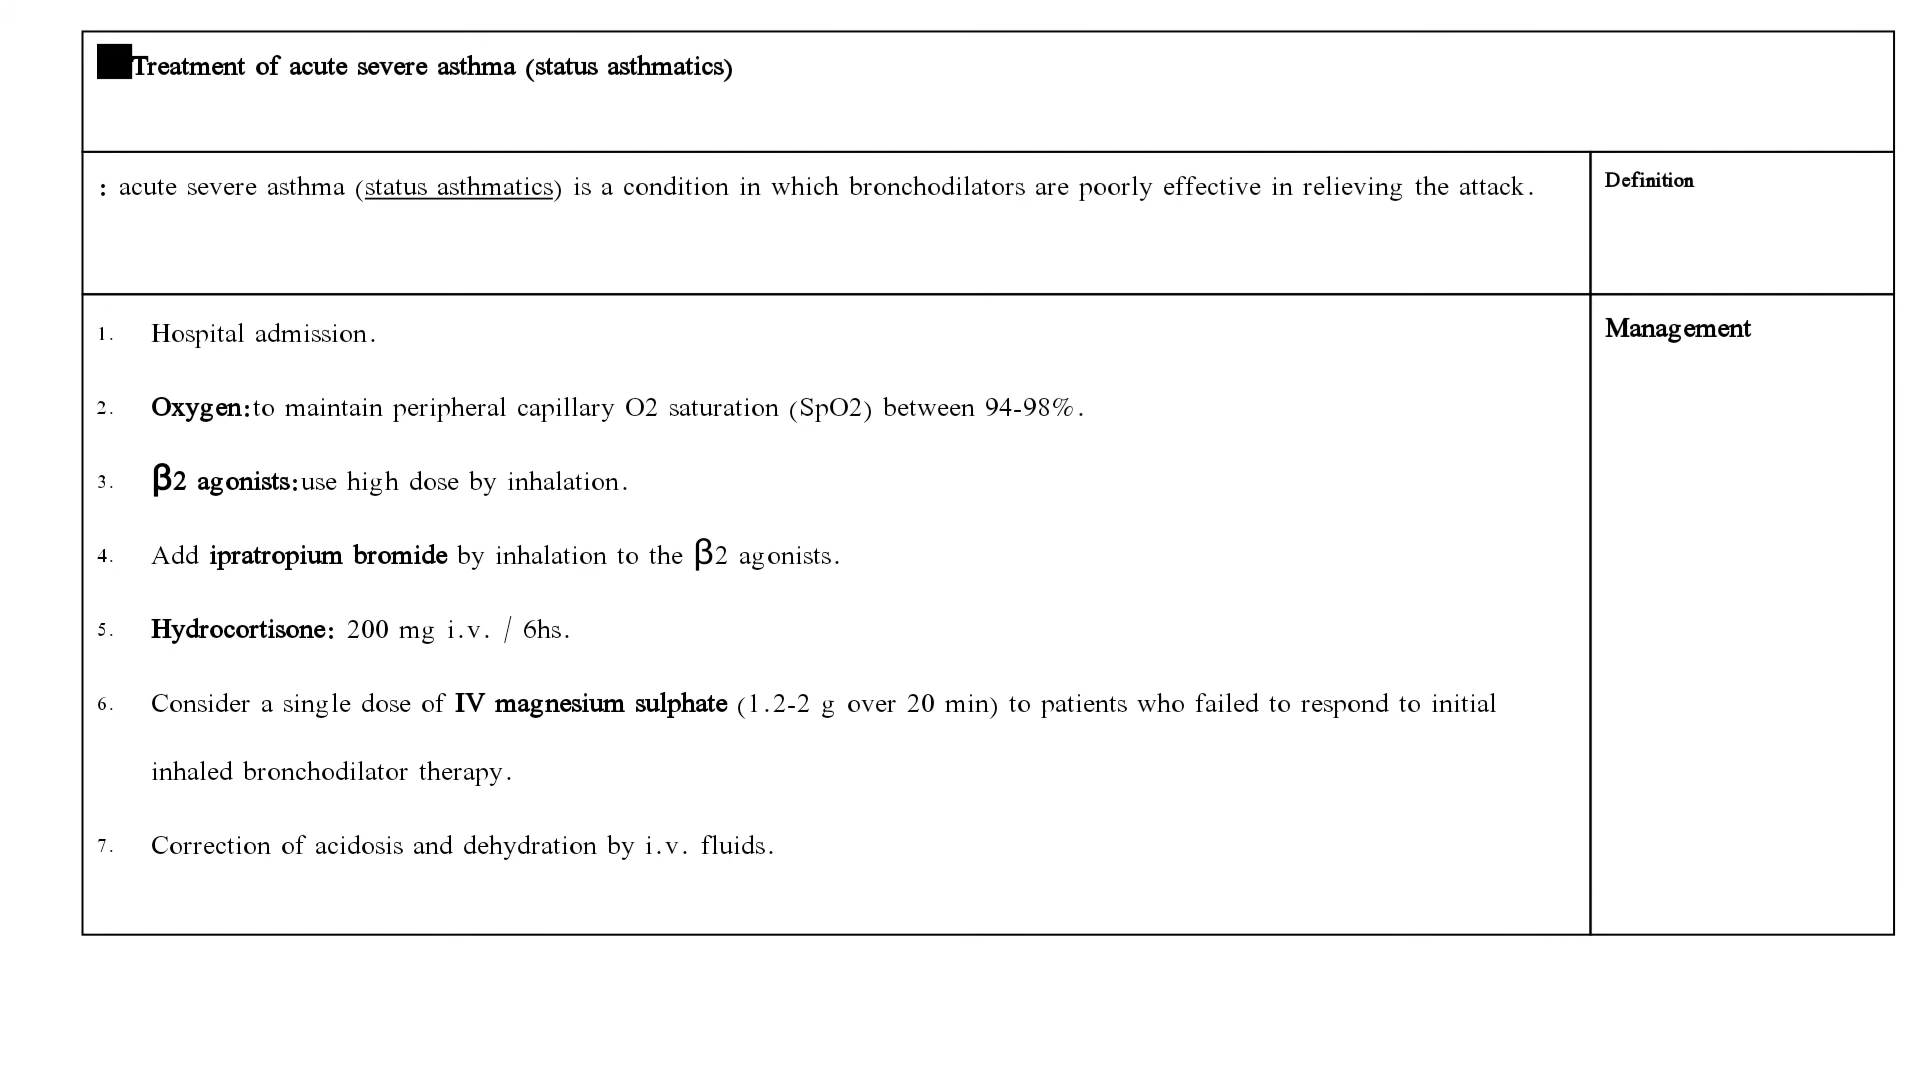 Treatment of acute severe asthma (status asthmatics)
: acute severe asthma (status asthmatics) is a condition in which bronchodilators are poorly effective in relieving the attack.
Definition
1. Hospital admission.
Management
2. Oxygen:to maintain peripheral capillary O2 saturation (SpO2) between 94-98%.
3. β2 agonists:use high dose by inhalation.
4. Add ipratropium bromide by inhalation to the β2 agonists.
5. Hydrocortisone: 200 mg i.v. / 6hs.
6. Consider a single dose of IV magnesium sulphate (1.2-2 g over 20 min) to patients who failed to respond to initial
inhaled bronchodilator therapy.
7. Correction of acidosis and dehydration by i.v. fluids.